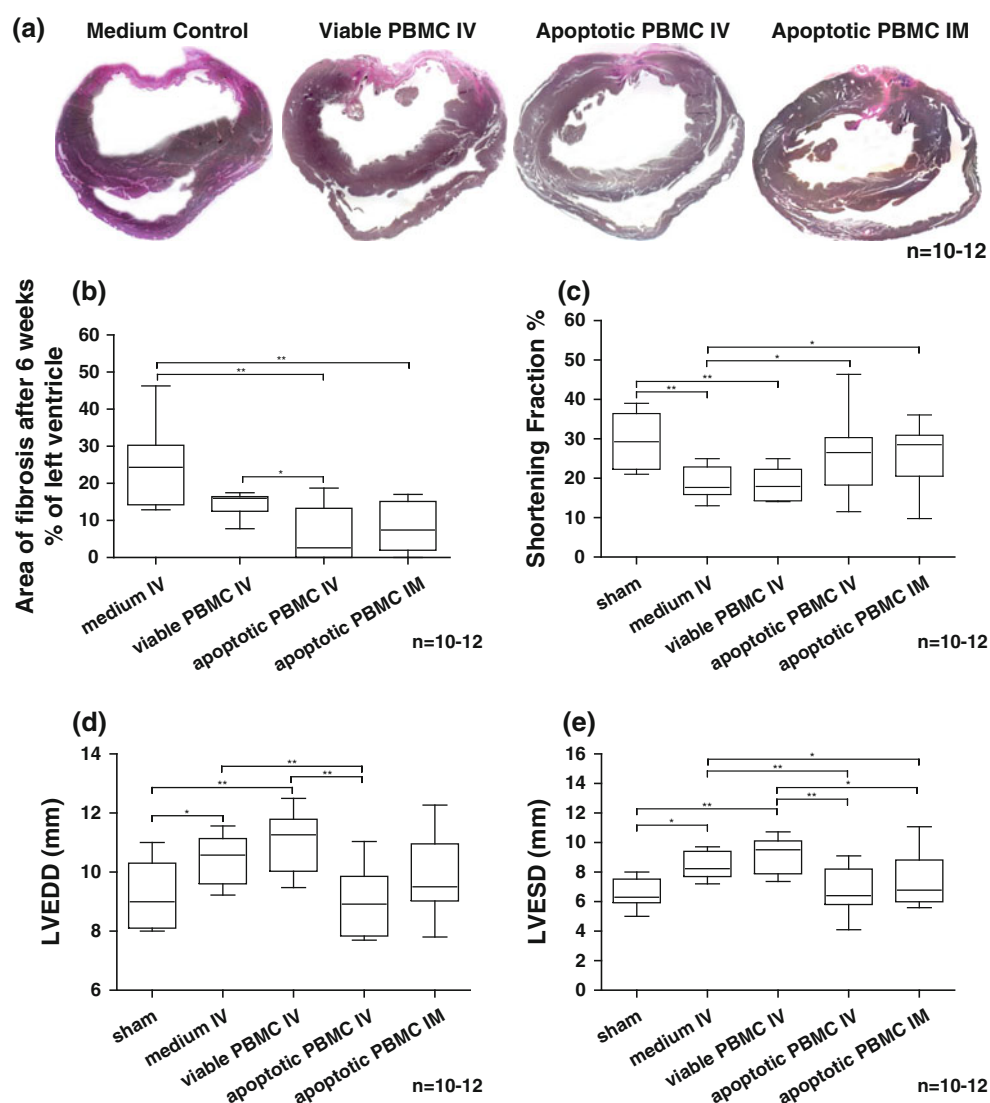 (a)
Medium Control
Viable PBMC IV
Apoptotic PBMC IV
Apoptotic PBMC IM
n=10-12
(b)
Area of fibrosis after 6 weeks
% of left ventricle
60
50
40
30
20
10
0
**
**
*
medium IV
viable PBMC IV
apoptotic PBMC IV
apoptotic PBMC IM
n=10-12
(c)
Shortening Fraction %
60
50
40
30
20
10
0
*
*
**
**
sham
medium IV
viable PBMC IV
apoptotic PBMC IV
apoptotic PBMC IM
n=10-12
(d)
LVEDD (mm)
14
12
10
8
6
**
**
**
*
sham
medium IV
viable PBMC IV
apoptotic PBMC IV
apoptotic PBMC IM
n=10-12
(e)
LVESD (mm)
16
14
12
10
8
6
4
2
0
*
**
*
**
**
*
sham
medium IV
viable PBMC IV
apoptotic PBMC IV
apoptotic PBMC IM
n=10-12